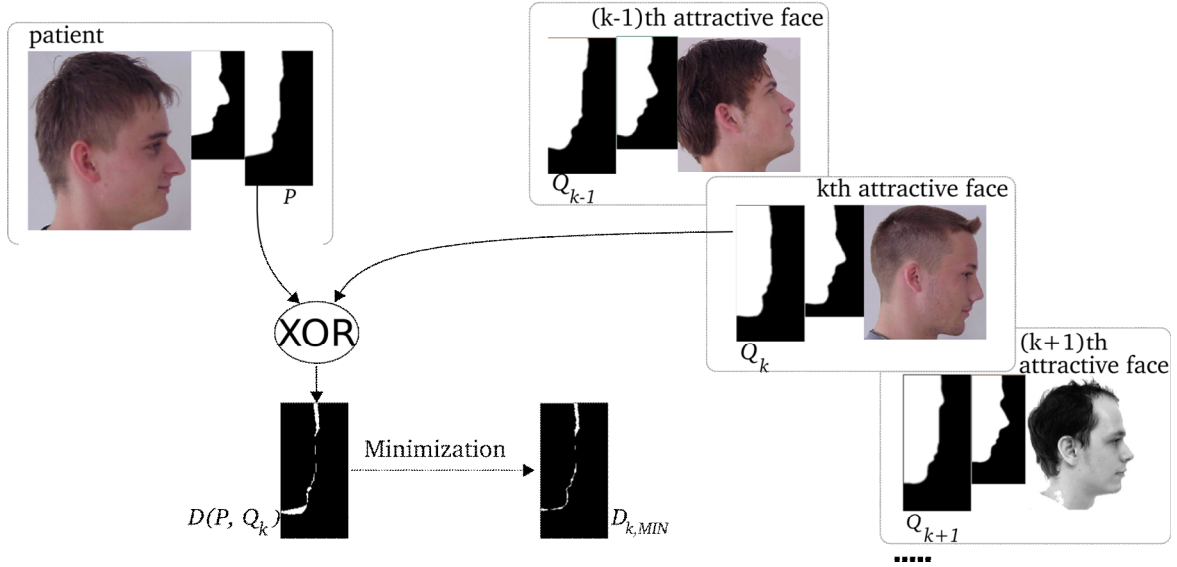 patient
P
(k-1)th attractive face
Q k-1
kth attractive face
Q k
(k+1)th
attractive face
Q k+1
XOR
Minimization
D(P, Q k)
D k,MIN